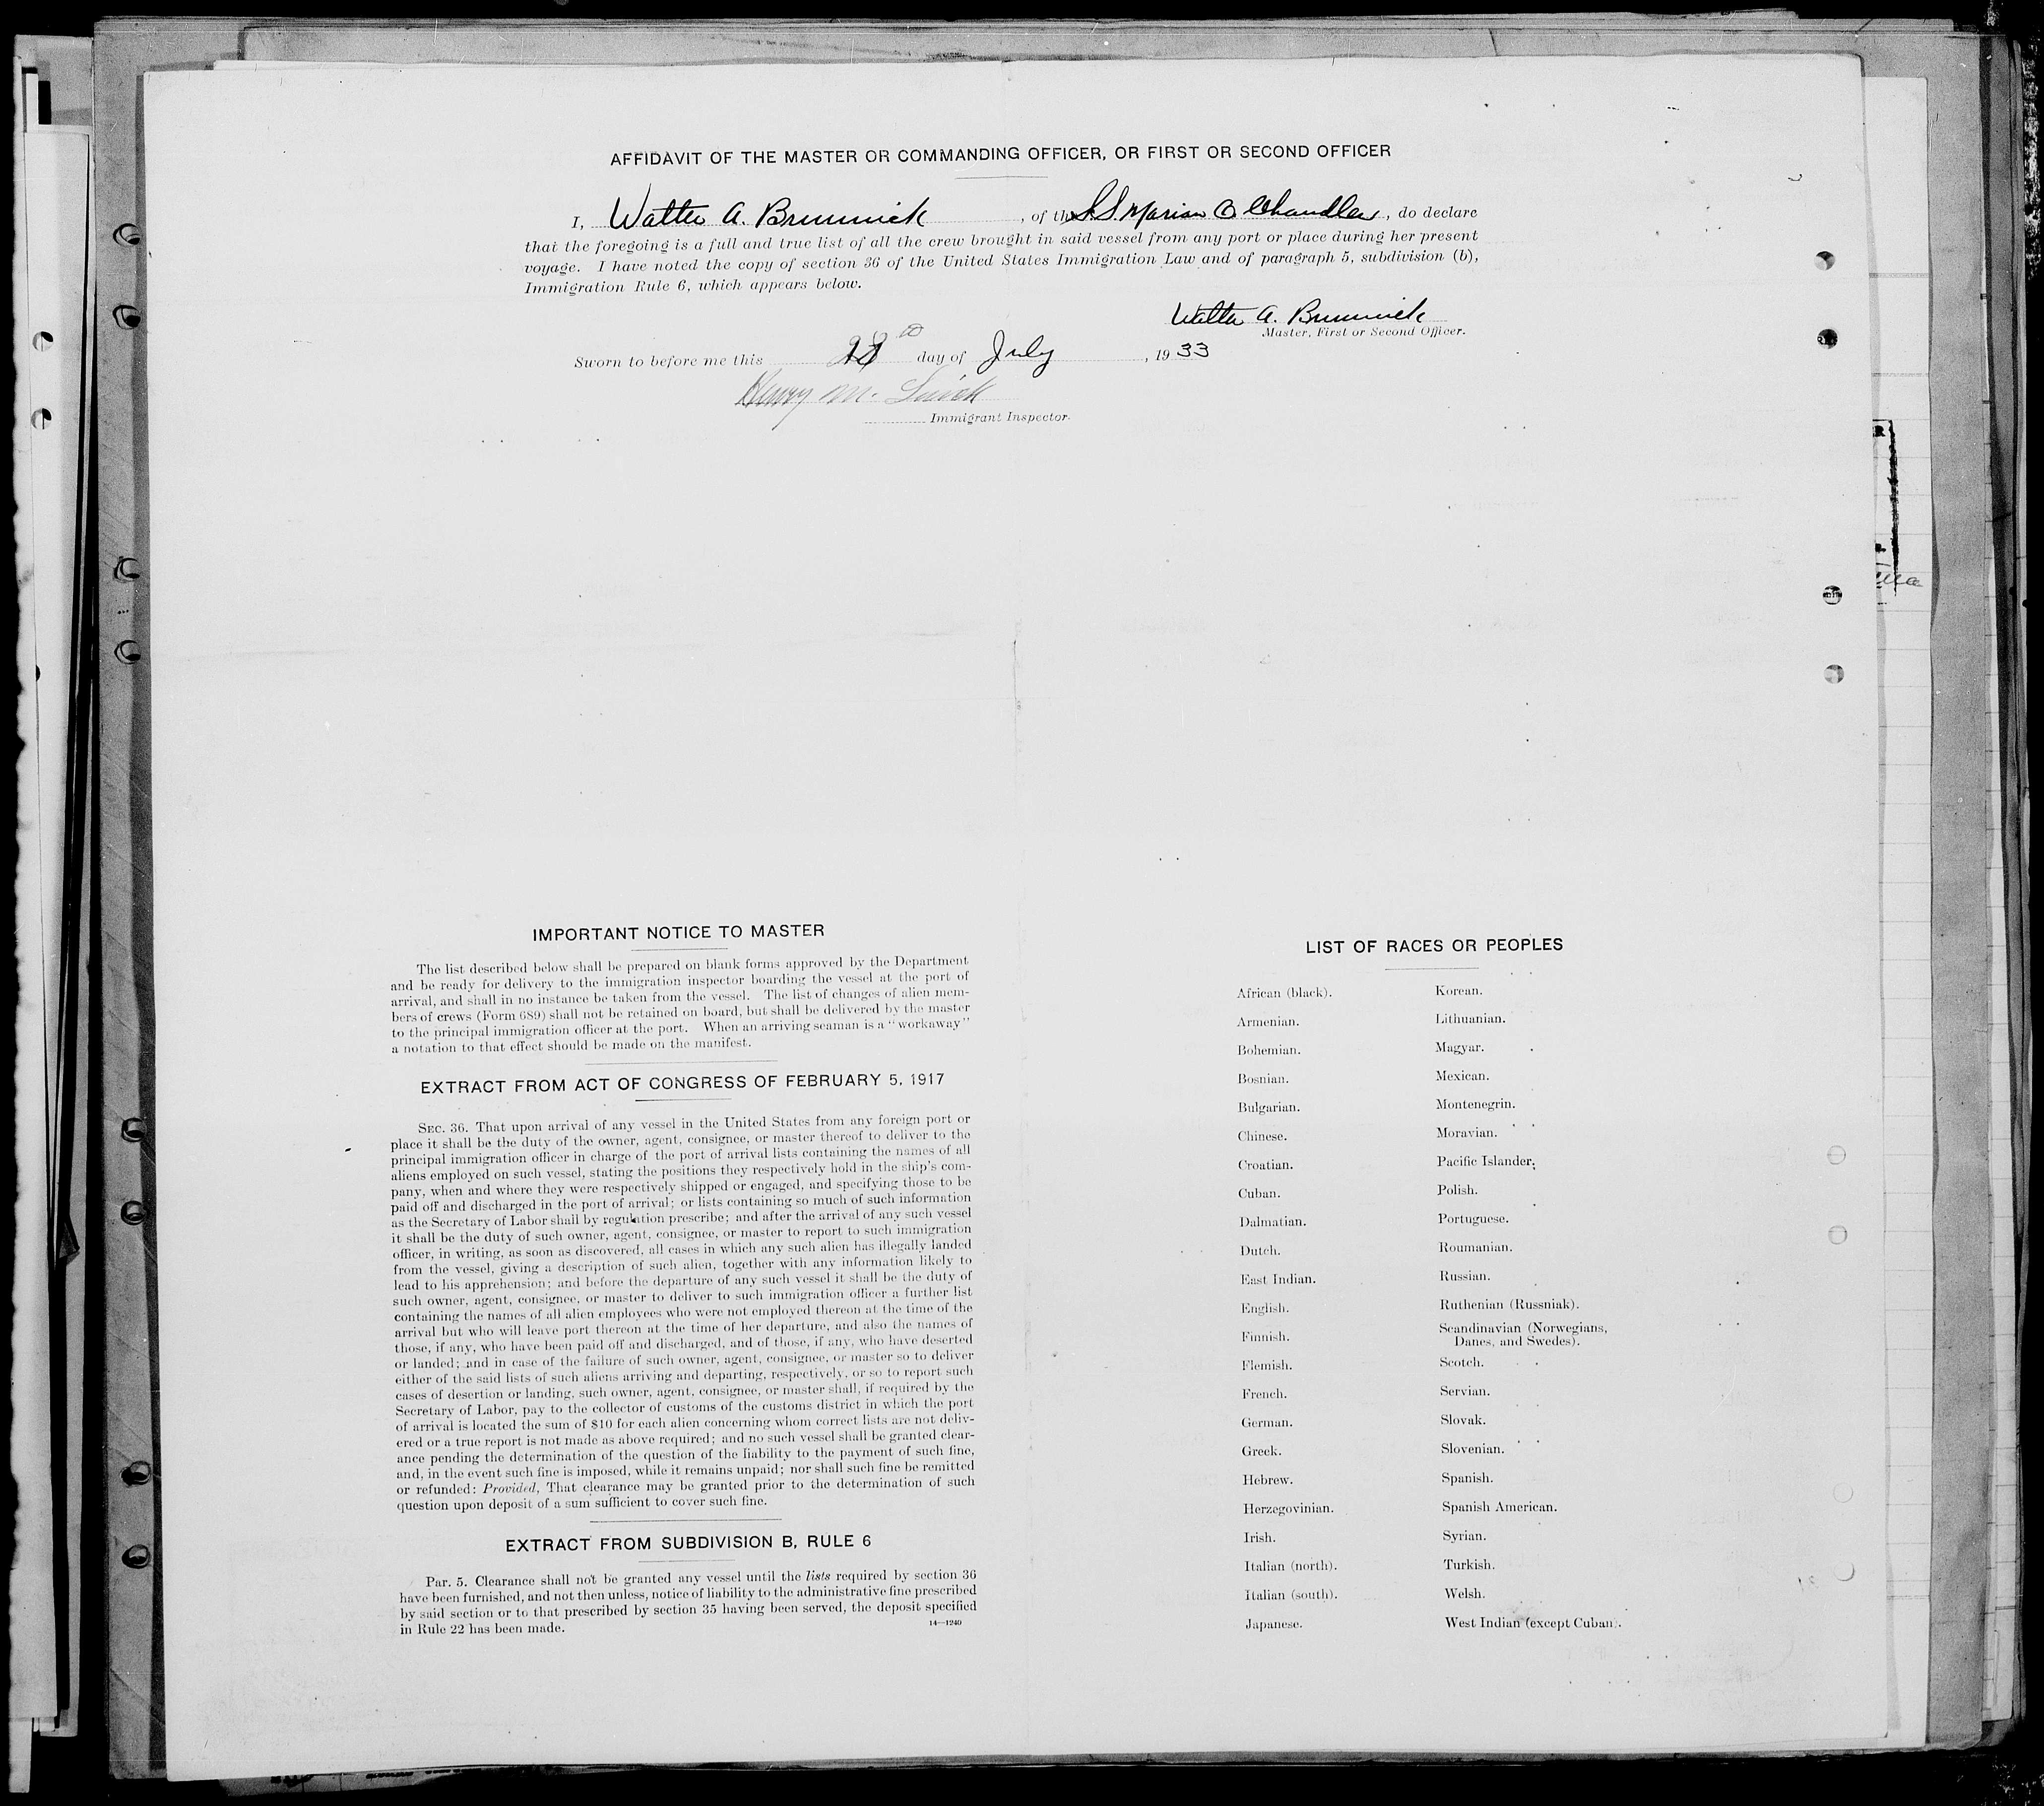 AFFIDAVIT OF THE MASTER OR COMMANDING OFFICER, OR FIRST OR SECOND OFFICER
I, Walter A. Brunnick, of the SS Marian O Chandler, do declare
that the foregoing is a full and true list of all the crew brought in said vessel from any port or place during her present
voyage. I have noted the copy of section 36 of the United States Immigration Law and of paragraph 5, subdivision (b),
Immigration Rule 6, which appears below.
Walter A. Brunnick
Master, First or Second Officer.
Sworn to before me this day of July, 1933
Henry M.
Immigrant Inspector.
IMPORTANT NOTICE TO MASTER
The list described below shall be prepared on blank forms approved by the Department
and be ready for delivery to the immigration inspector boarding the vessel at the port of
arrival, and shall in no instance be taken from the vessel. The list of changes of alien mem-
bers of crews (Form 689) shall not be retained on board, but shall be delivered by the master
to the principal immigration officer at the port. When an arriving seaman is a "workaway"
a notation to that effect should be made on the manifest.
EXTRACT FROM ACT OF CONGRESS OF FEBRUARY 5, 1917
SEC. 36. That upon arrival of any vessel in the United States from any foreign port or
place it shall be the duty of the owner, agent, consignee, or master thereof to deliver to the
principal immigration officer in charge of the port of arrival lists containing the names of all
aliens employed on such vessel, stating the positions they respectively hold in the ship's com-
pany, when and where they were respectively shipped or engaged, and specifying those to be
paid off and discharged in the port of arrival; or lists containing so much of such information
as the Secretary of Labor shall by regulation prescribe; and after the arrival of any such vessel
it shall be the duty of such owner, agent, consignee, or master to report to such immigration
officer, in writing, as soon as discovered, all cases in which any such alien has illegally landed
from the vessel, giving a description of such alien, together with any information likely to
lead to his apprehension; and before the departure of any such vessel it shall be the duty of
such owner, agent, consignee, or master to deliver to such immigration officer a further list
containing the names of all alien employees who were not employed thereon at the time of the
arrival but who will leave port thereon at the time of her departure, and also the names of
those, if any, who have been paid off and discharged, and of those, if any, who have deserted
or landed; and in case of the failure of such owner, agent, consignee, or master so to deliver
either of the said lists of such aliens arriving and departing, respectively, or so to report such
cases of desertion or landing, such owner, agent, consignee, or master shall, if required by the
Secretary of Labor, pay to the collector of customs of the customs district in which the port
of arrival is located the sum of $10 for each alien concerning whom correct lists are not deliv-
ered or a true report is not made as above required; and no such vessel shall be granted clear-
ance pending the determination of the question of the liability to the payment of such fine,
and, in the event such fine is imposed, while it remains unpaid; nor shall such fine be remitted
or refunded: Provided, That clearance may be granted prior to the determination of such
question upon deposit of a sum sufficient to cover such fine.
EXTRACT FROM SUBDIVISION B, RULE 6
Par. 5. Clearance shall not be granted any vessel until the lists required by section 36
have been furnished, and not then unless, notice of liability to the administrative fine prescribed
by said section or to that prescribed by section 35 having been served, the deposit specified
in Rule 22 has been made.
14—1240
LIST OF RACES OR PEOPLES
African (black).
Armenian.
Bohemian.
Bosnian.
Bulgarian.
Chinese.
Croatian.
Cuban.
Dalmatian.
Dutch.
East Indian.
English.
Finnish.
Flemish.
French.
German.
Greek.
Hebrew.
Herzegovinian.
Irish.
Italian (north).
Italian (south).
Japanese.
Korean.
Lithuanian.
Magyar.
Mexican.
Montenegrin.
Moravian.
Pacific Islander.
Polish.
Portuguese.
Roumanian.
Russian.
Ruthenian (Russniak).
Scandinavian (Norwegians,
Danes, and Swedes).
Scotch.
Servian.
Slovak.
Slovenian.
Spanish.
Spanish American.
Syrian.
Turkish.
Welsh.
West Indian (except Cuban).